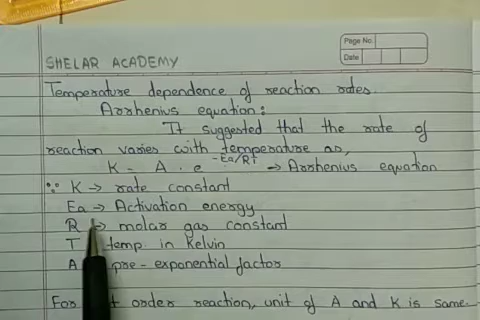 SHELAR ACADEMY
Page No.
Date
Temperature dependence of reaction rates.
Arrhenius equation:
It suggested that the rate of
reaction varies with temperature as,
K = A . e^-Ea/RT → Arrhenius equation
∵ K → rate constant
Ea → Activation energy
R → molar gas constant
T temp. in Kelvin
A pre-exponential factor
For order reaction, unit of A and K is same.